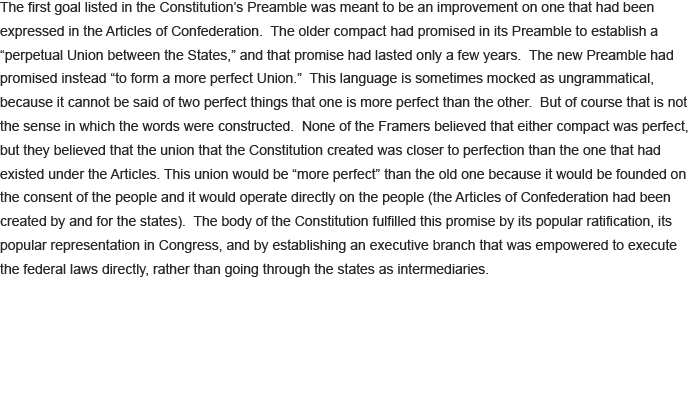 The first goal listed in the Constitution’s Preamble was meant to be an improvement on one that had been
expressed in the Articles of Confederation.  The older compact had promised in its Preamble to establish a
“perpetual Union between the States,” and that promise had lasted only a few years.  The new Preamble had
promised instead “to form a more perfect Union.”  This language is sometimes mocked as ungrammatical,
because it cannot be said of two perfect things that one is more perfect than the other.  But of course that is not
the sense in which the words were constructed.  None of the Framers believed that either compact was perfect,
but they believed that the union that the Constitution created was closer to perfection than the one that had
existed under the Articles. This union would be “more perfect” than the old one because it would be founded on
the consent of the people and it would operate directly on the people (the Articles of Confederation had been
created by and for the states).  The body of the Constitution fulfilled this promise by its popular ratification, its
popular representation in Congress, and by establishing an executive branch that was empowered to execute
the federal laws directly, rather than going through the states as intermediaries.